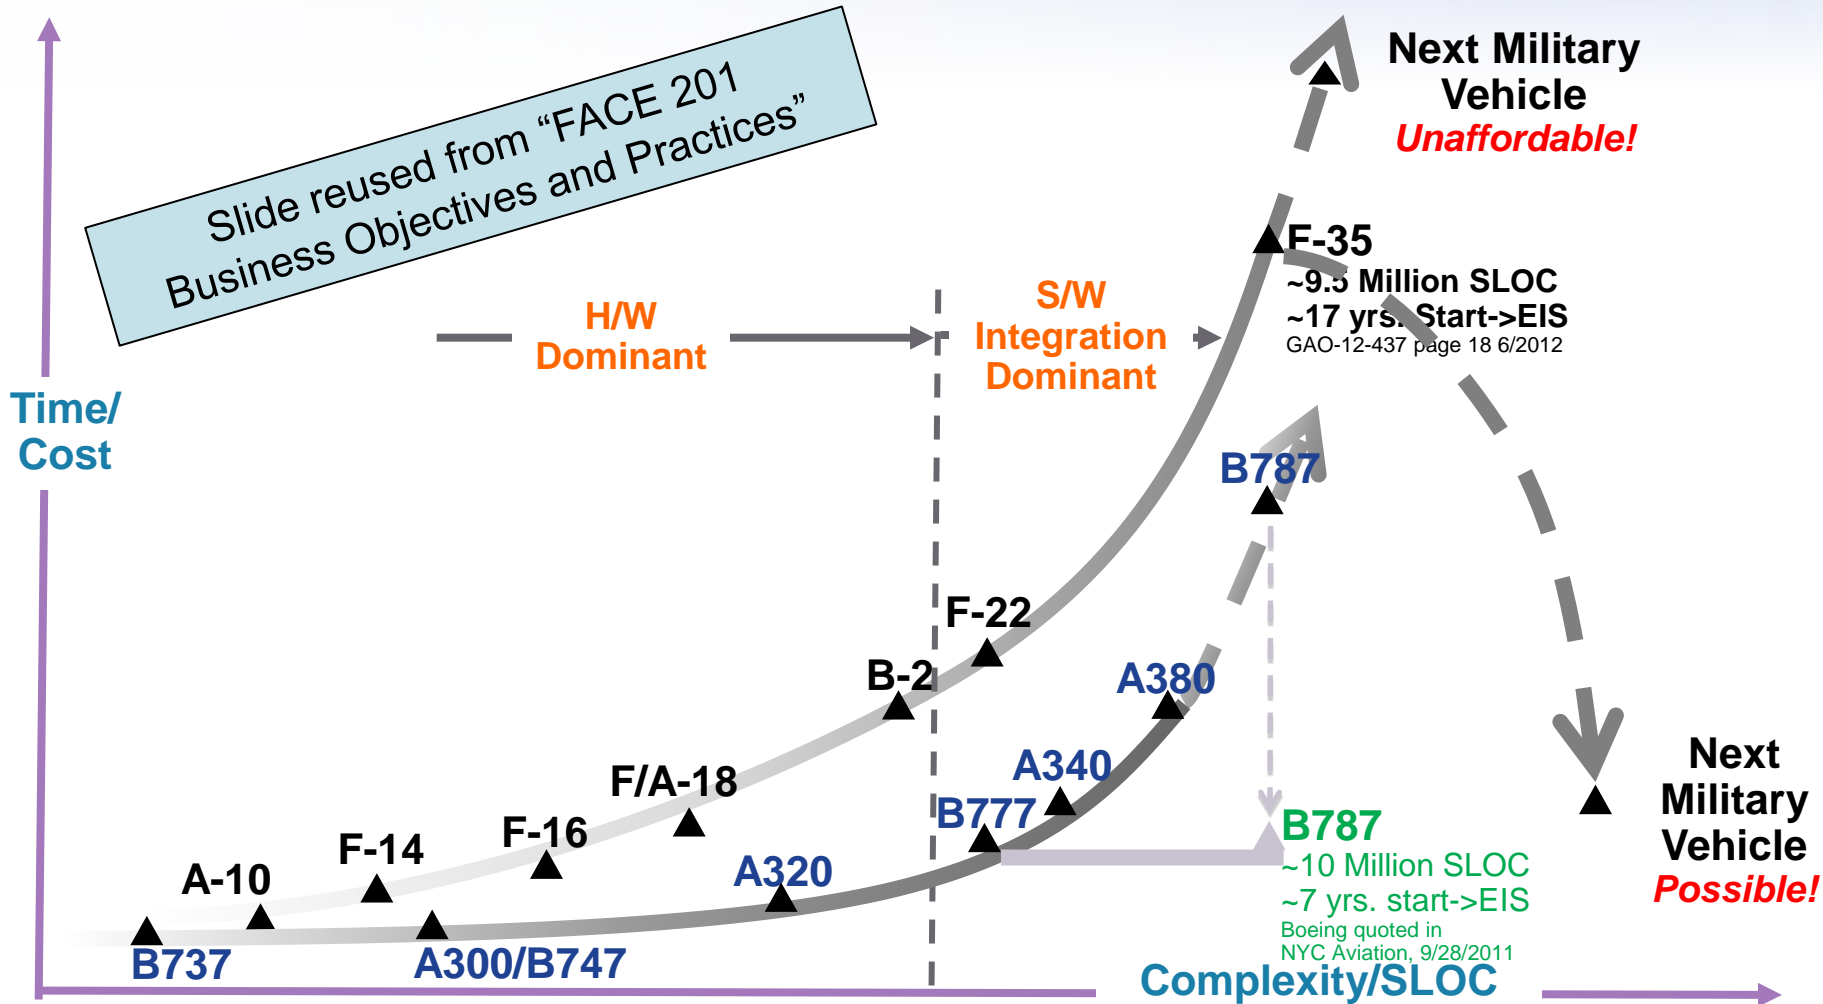 Slide reused from “FACE 201
Business Objectives and Practices”
Next Military
Vehicle
Unaffordable!
F-35
~9.5 Million SLOC
~17 yrs. Start->EIS
GAO-12-437 page 18 6/2012
H/W
Dominant
S/W
Integration
Dominant
Time/
Cost
B787
F-22
B-2
A380
F/A-18
A340
B777
F-16
F-14
A-10
A320
B737
A300/B747
B787
~10 Million SLOC
~7 yrs. start->EIS
Boeing quoted in
NYC Aviation, 9/28/2011
Next
Military
Vehicle
Possible!
Complexity/SLOC